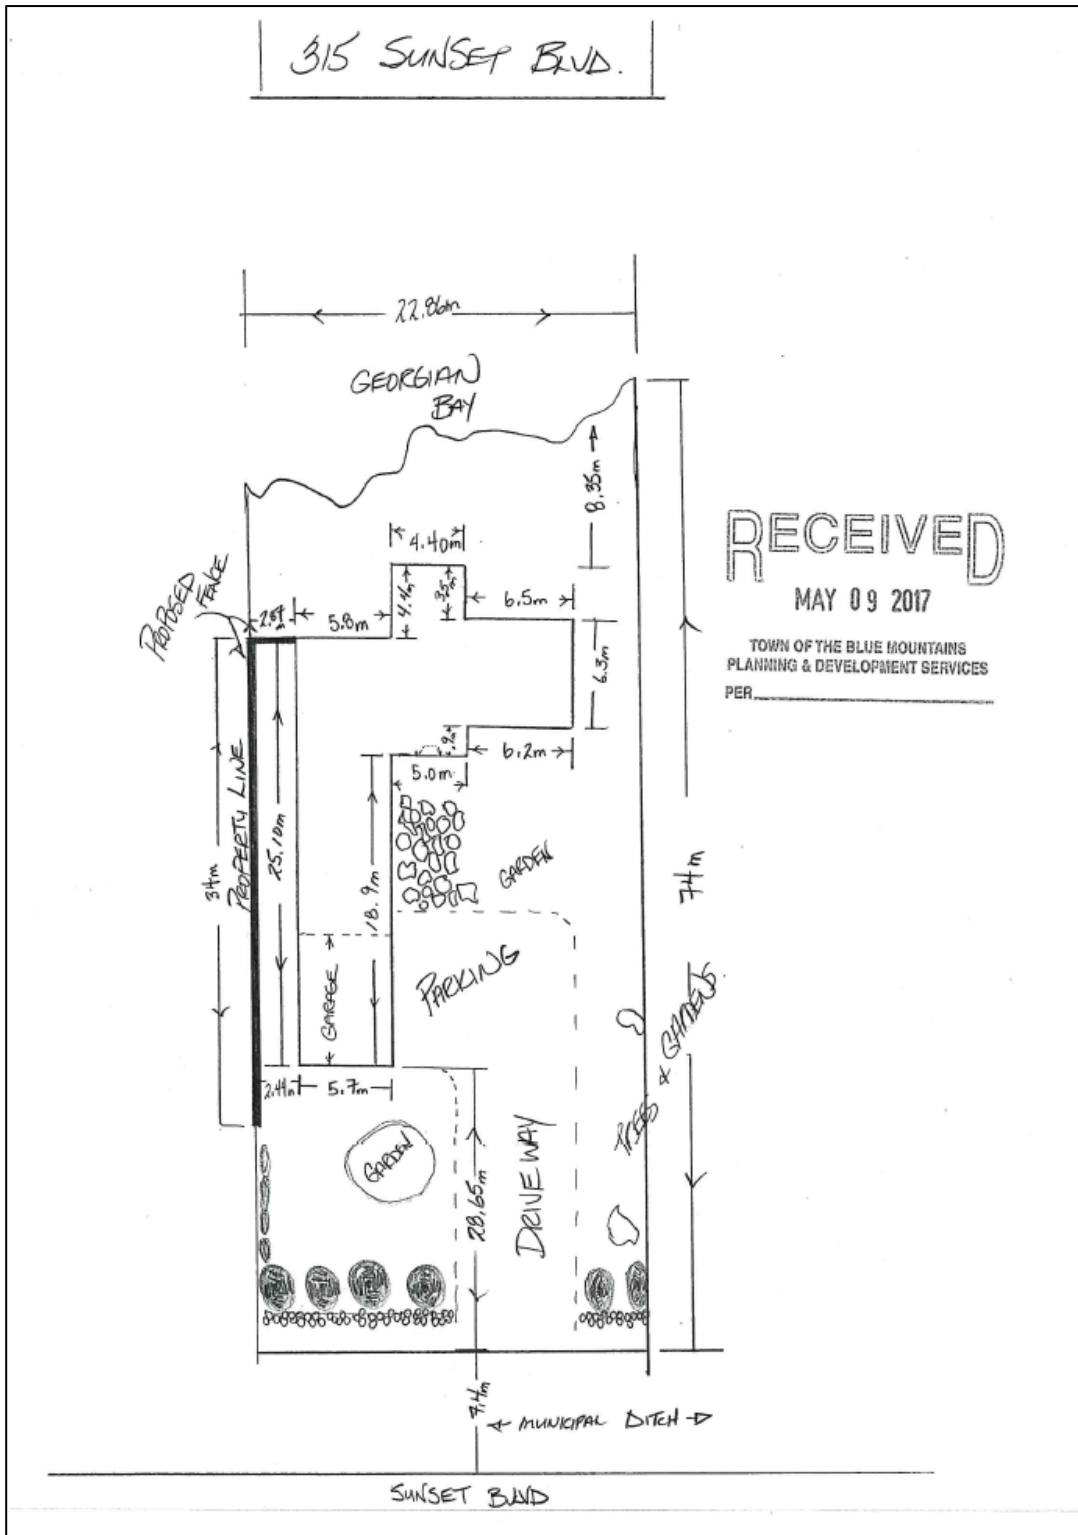 315 SUNSET BLVD.
22.86m
GEORGIAN
BAY
8.35m
4.40m
4.4m
6.5m
PROPOSED
FENCE
5.8m
6.3m
RECEIVED
MAY 09 2017
TOWN OF THE BLUE MOUNTAINS
PLANNING & DEVELOPMENT SERVICES
PER
6.2m
5.0m
PROPERTY LINE
34m
25.10m
18.9m
GARDEN
74m
PARKING
GARAGE
TREES & GARDENS
2.44m
5.7m
GARDEN
28.65m
DRIVEWAY
7.4m
MUNICIPAL DITCH
SUNSET BLVD